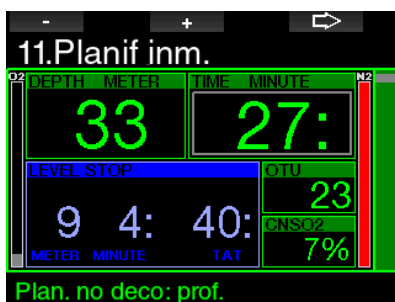 - +
11.Planif inm.
O2 DEPTH METER TIME MINUTE N2
33 27:
LEVEL STOP OTU
23
9 4: 40: CNSO2
METER MINUTE TAT 7%
Plan. no deco: prof.